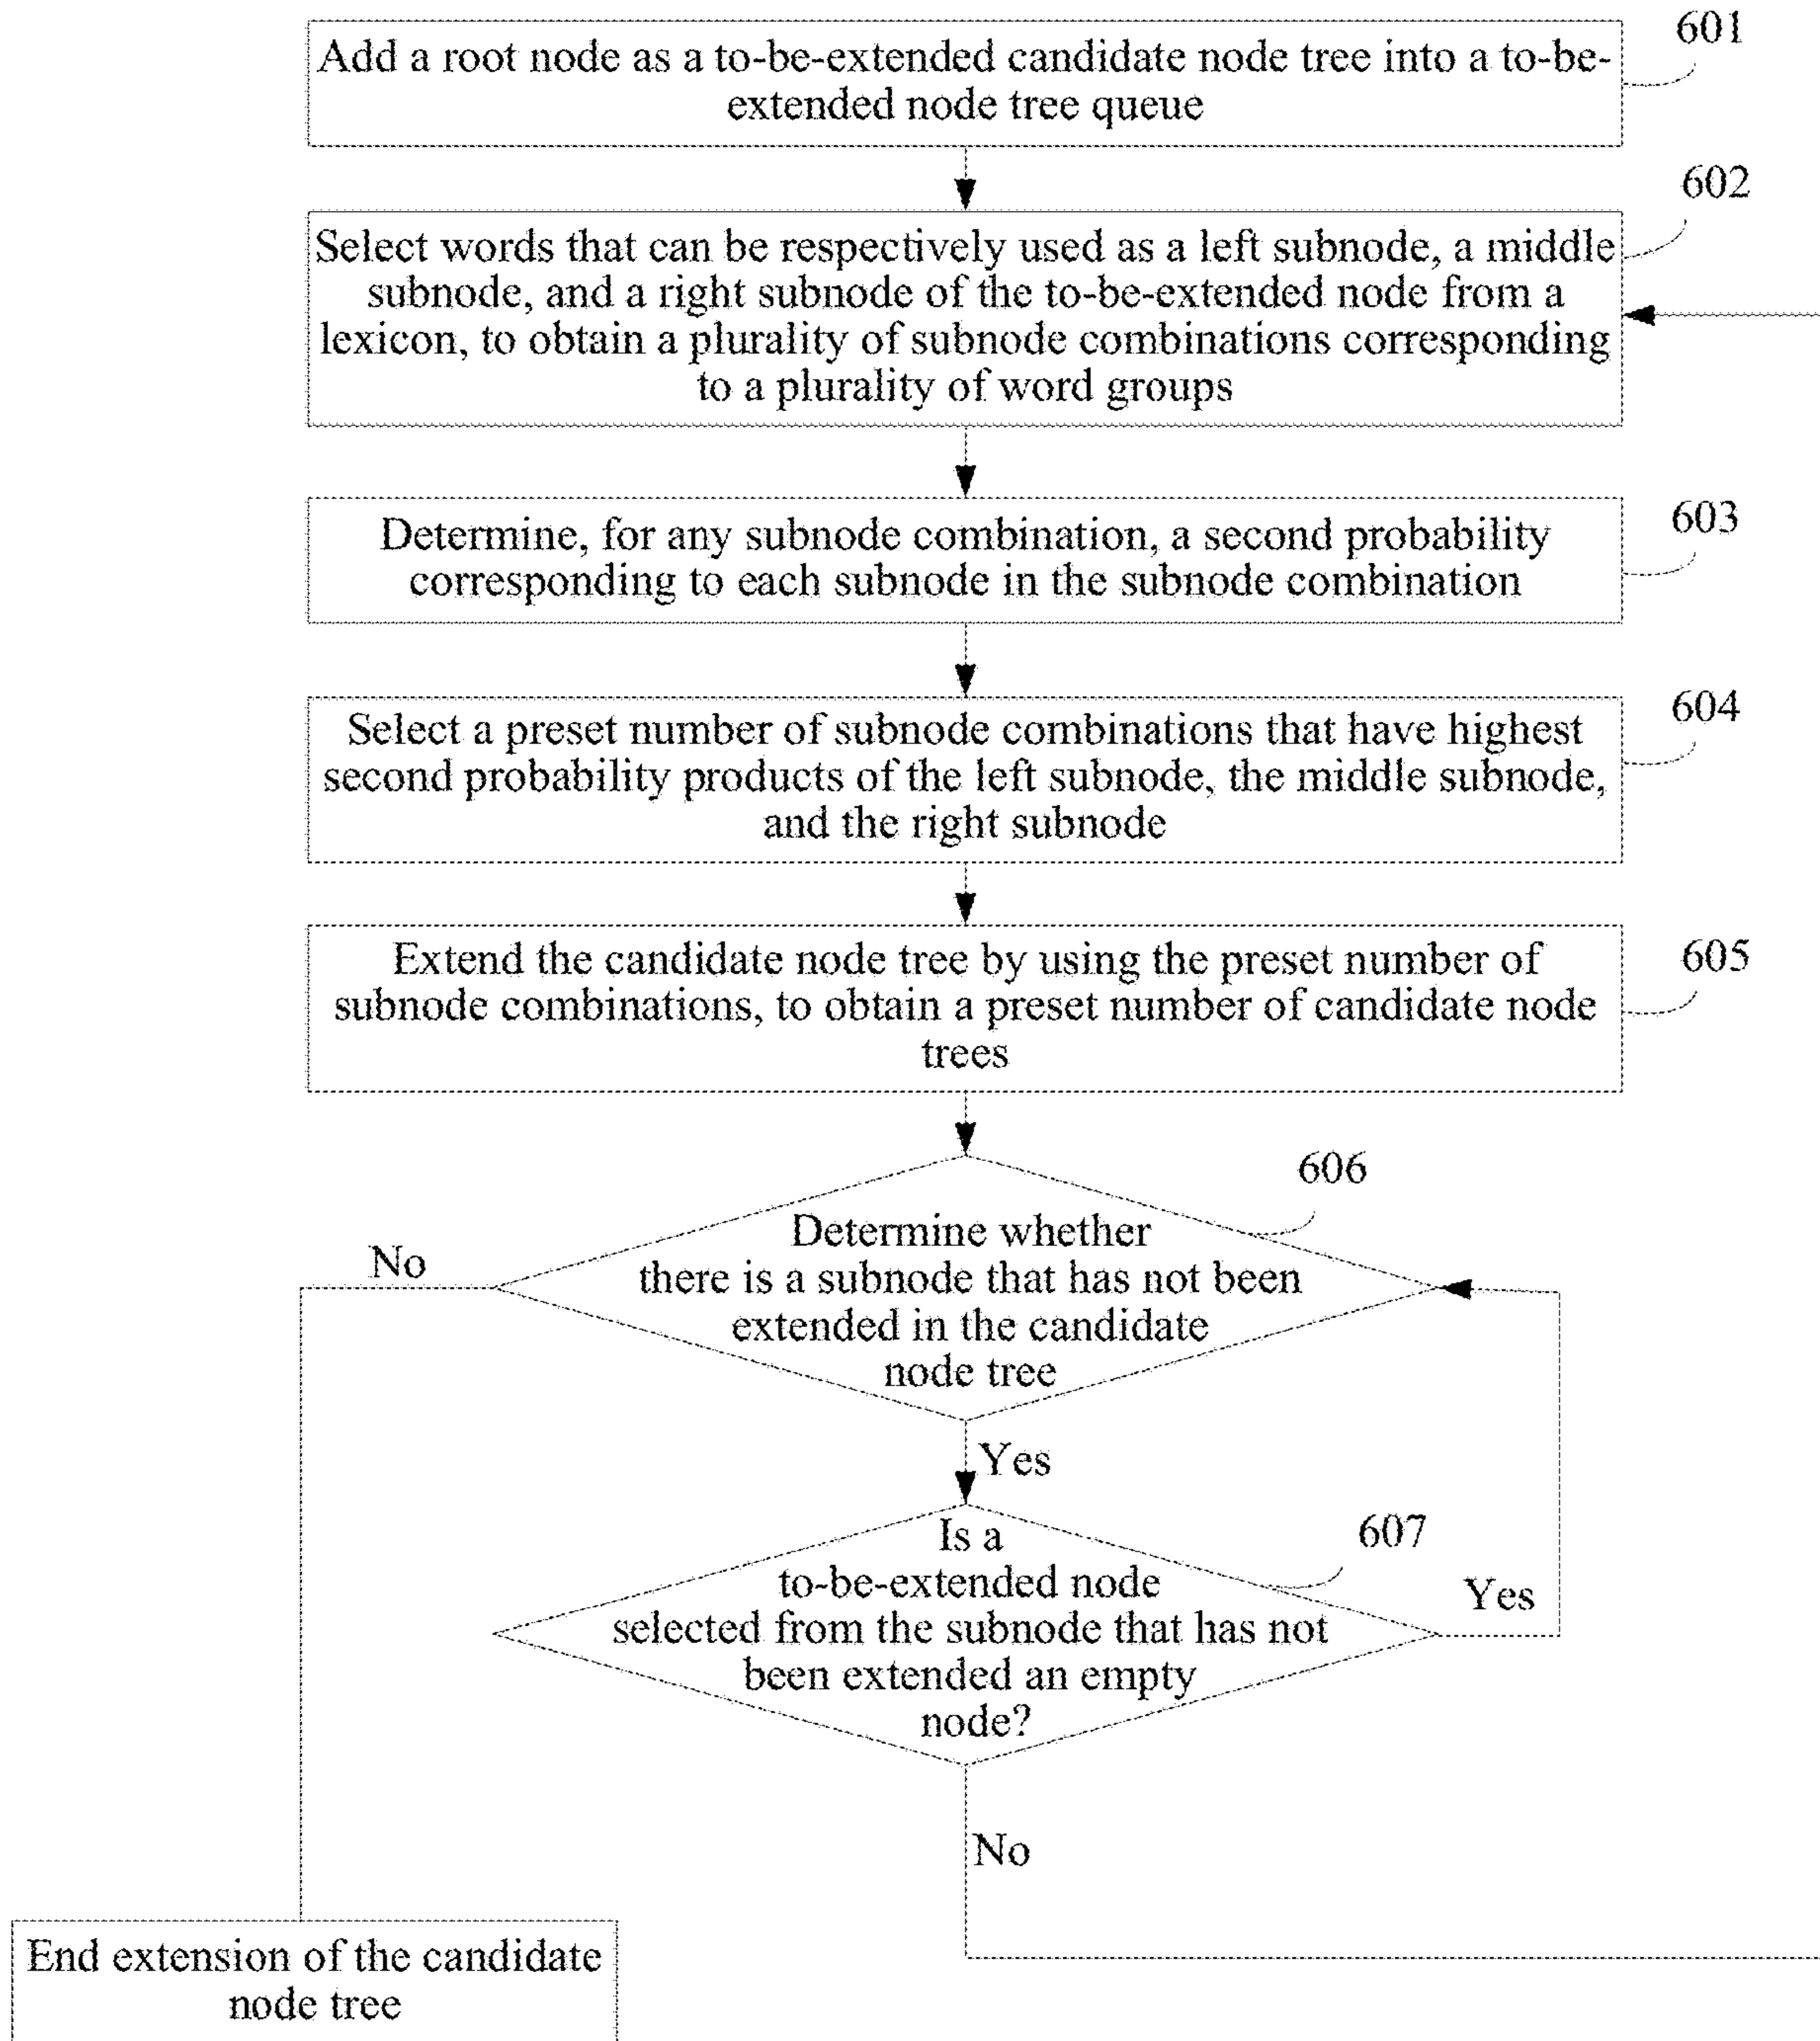 601
Add a root node as a to-be-extended candidate node tree into a to-be-
extended node tree queue
602
Select words that can be respectively used as a left subnode, a middle
subnode, and a right subnode of the to-be-extended node from a
lexicon, to obtain a plurality of subnode combinations corresponding
to a plurality of word groups
603
Determine, for any subnode combination, a second probability
corresponding to each subnode in the subnode combination
604
Select a preset number of subnode combinations that have highest
second probability products of the left subnode, the middle subnode,
and the right subnode
605
Extend the candidate node tree by using the preset number of
subnode combinations, to obtain a preset number of candidate node
trees
606
Determine whether
there is a subnode that has not been
extended in the candidate
node tree
No
Yes
607
Is a
to-be-extended node
selected from the subnode that has not
been extended an empty
node?
Yes
No
End extension of the candidate
node tree